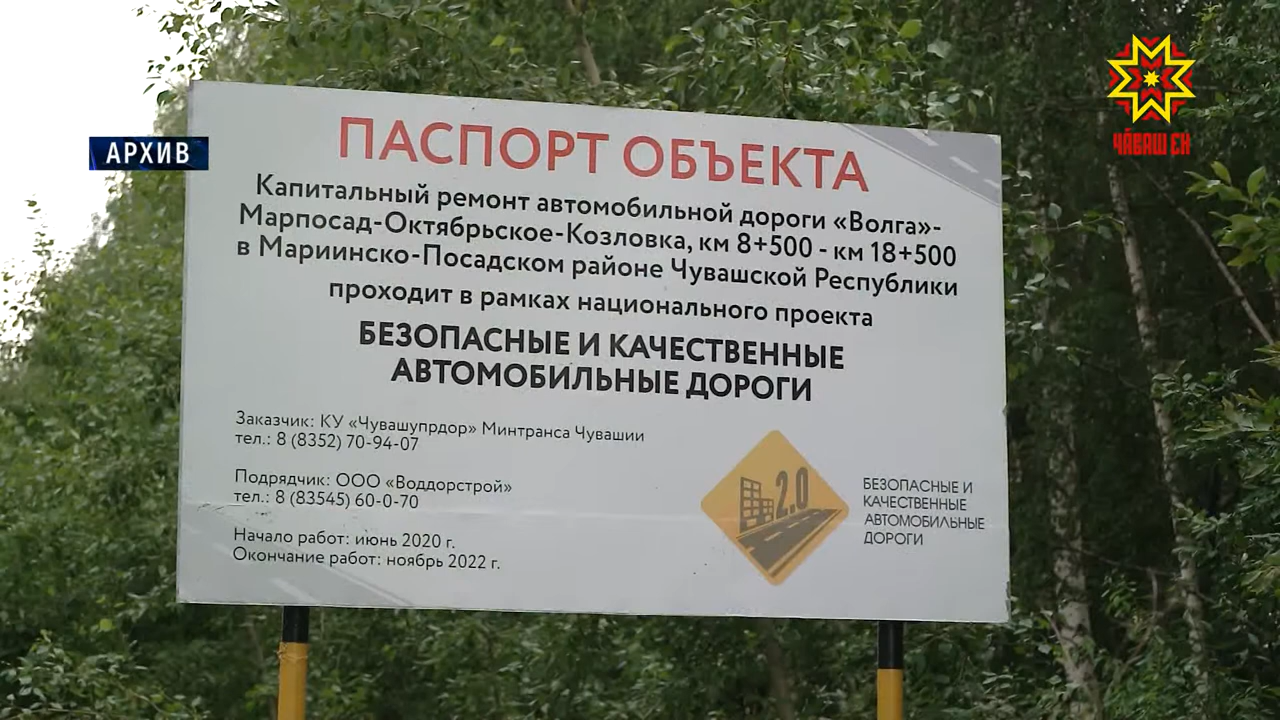 АРХИВ
ЧӐВАШ ЕН
ПАСПОРТ ОБЪЕКТА
Капитальный ремонт автомобильной дороги «Волга»-
Марпосад-Октябрьское-Козловка, км 8+500 - км 18+500
в Мариинско-Посадском районе Чувашской Республики
проходит в рамках национального проекта
БЕЗОПАСНЫЕ И КАЧЕСТВЕННЫЕ
АВТОМОБИЛЬНЫЕ ДОРОГИ
Заказчик: КУ «Чувашупрдор» Минтранса Чувашии
тел.: 8 (8352) 70-94-07
Подрядчик: ООО «Воддорстрой»
тел.: 8 (83545) 60-0-70
Начало работ: июнь 2020 г.
Окончание работ: ноябрь 2022 г.
2.0
БЕЗОПАСНЫЕ И
КАЧЕСТВЕННЫЕ
АВТОМОБИЛЬНЫЕ
ДОРОГИ